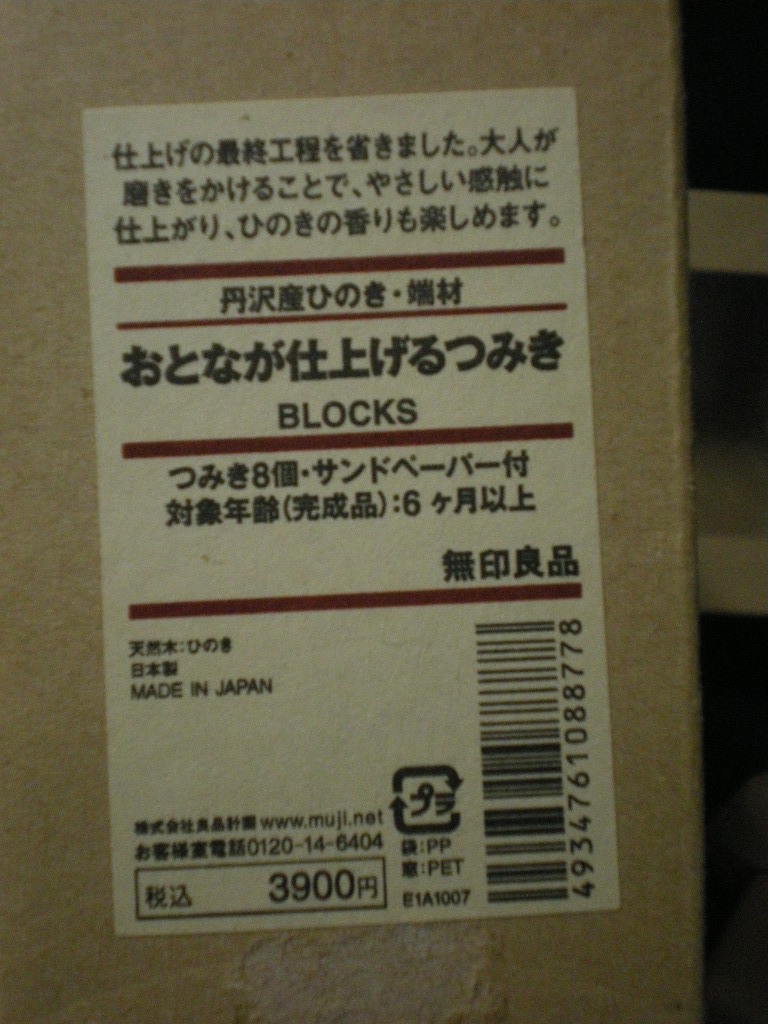 仕上げの最終工程を省きました。大人が
磨きをかけることで、やさしい感触に
仕上がり、ひのきの香りも楽しめます。
丹沢産ひのき・端材
おとなが仕上げるつみき
BLOCKS
つみき8個・サンドペーパー付
対象年齢(完成品):6ヶ月以上
無印良品
天然木:ひのき
日本製
MADE IN JAPAN
株式会社良品計画 www.muji.net
お客様室電話0120-14-6404
税込 3900円
プラ
袋:PP
窓:PET
E1A1007
4934761088778